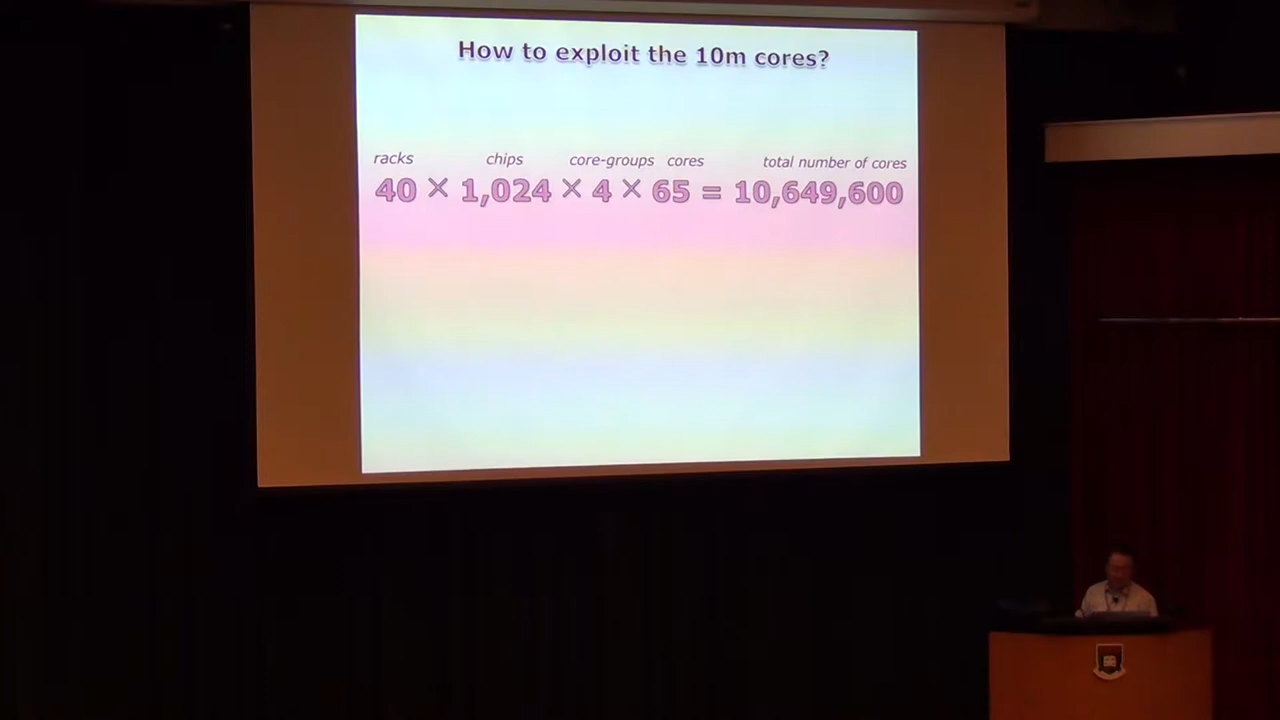 How to exploit the 10m cores?
racks chips core-groups cores total number of cores
40 × 1,024 × 4 × 65 = 10,649,600